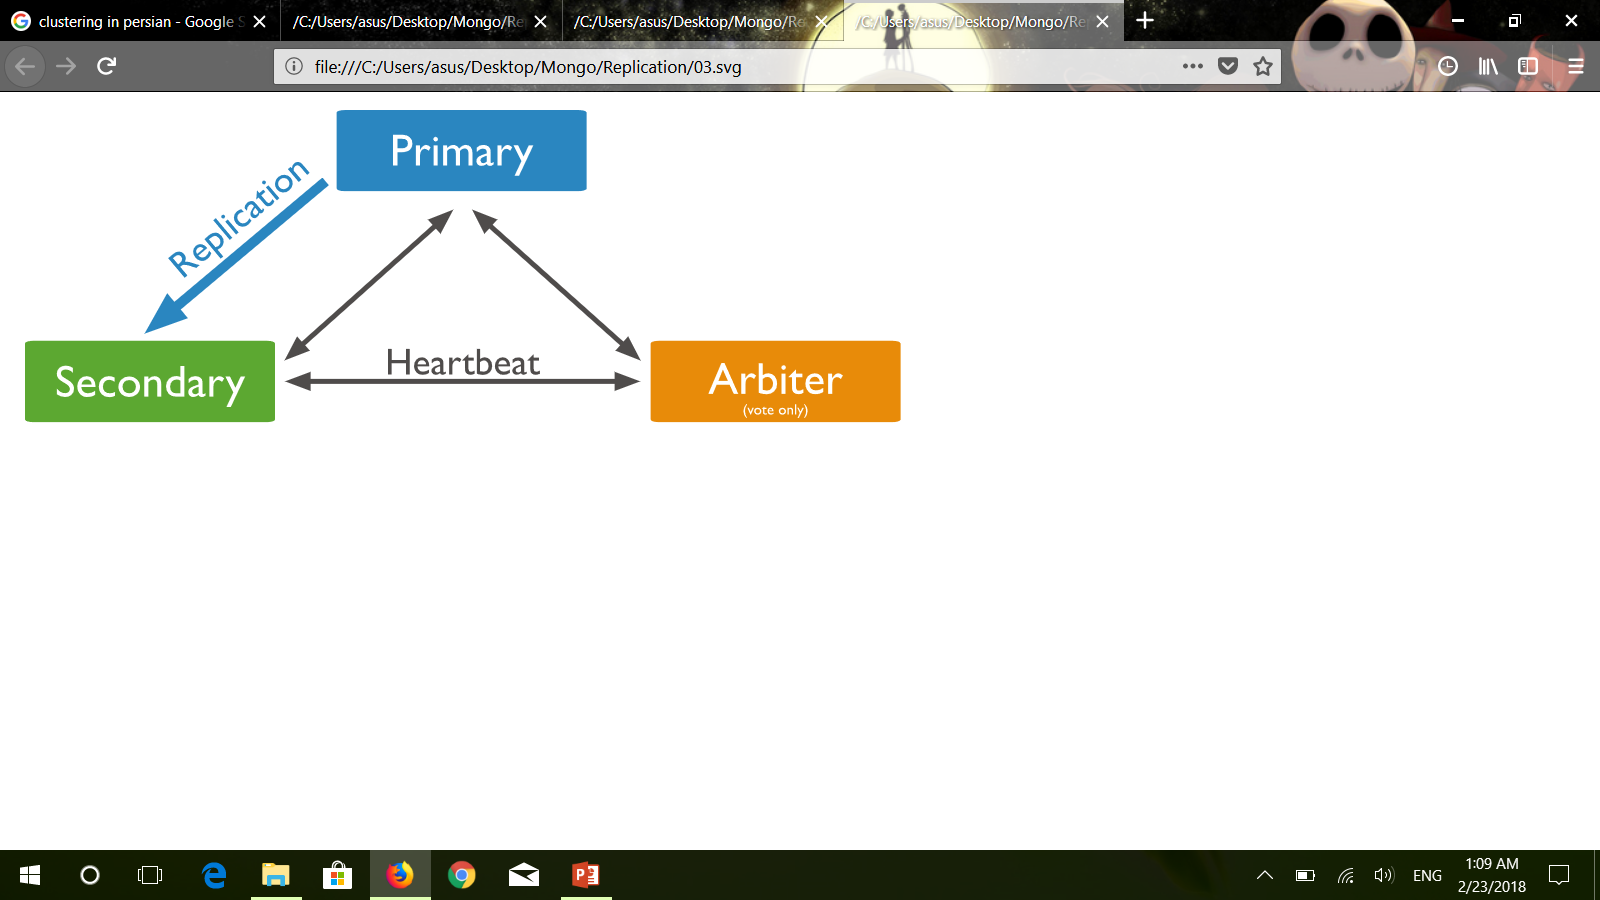 clustering in persian - Google S
/C:/Users/asus/Desktop/Mongo/Re
/C:/Users/asus/Desktop/Mongo/Re
/C:/Users/asus/Desktop/Mongo/Re
file:///C:/Users/asus/Desktop/Mongo/Replication/03.svg
Primary
Replication
Secondary
Heartbeat
Arbiter
(vote only)
ENG
1:09 AM
2/23/2018